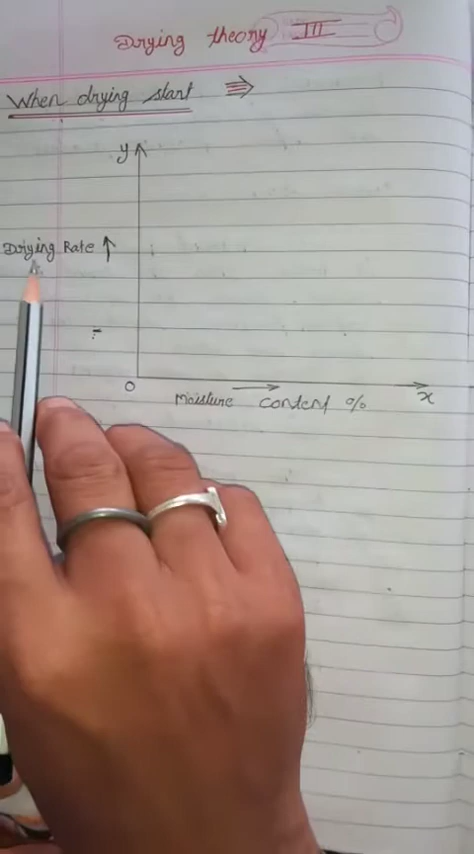 Drying theory III
When drying start ⇛
y
Drying Rate ↑
0
Moisture → content % → x